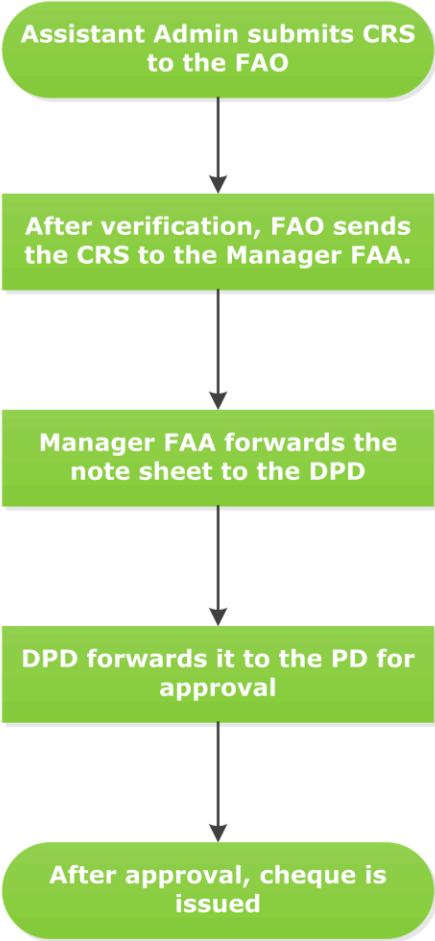 Assistant Admin submits CRS
to the FAO
After verification, FAO sends
the CRS to the Manager FAA.
Manager FAA forwards the
note sheet to the DPD
DPD forwards it to the PD for
approval
After approval, cheque is
issued